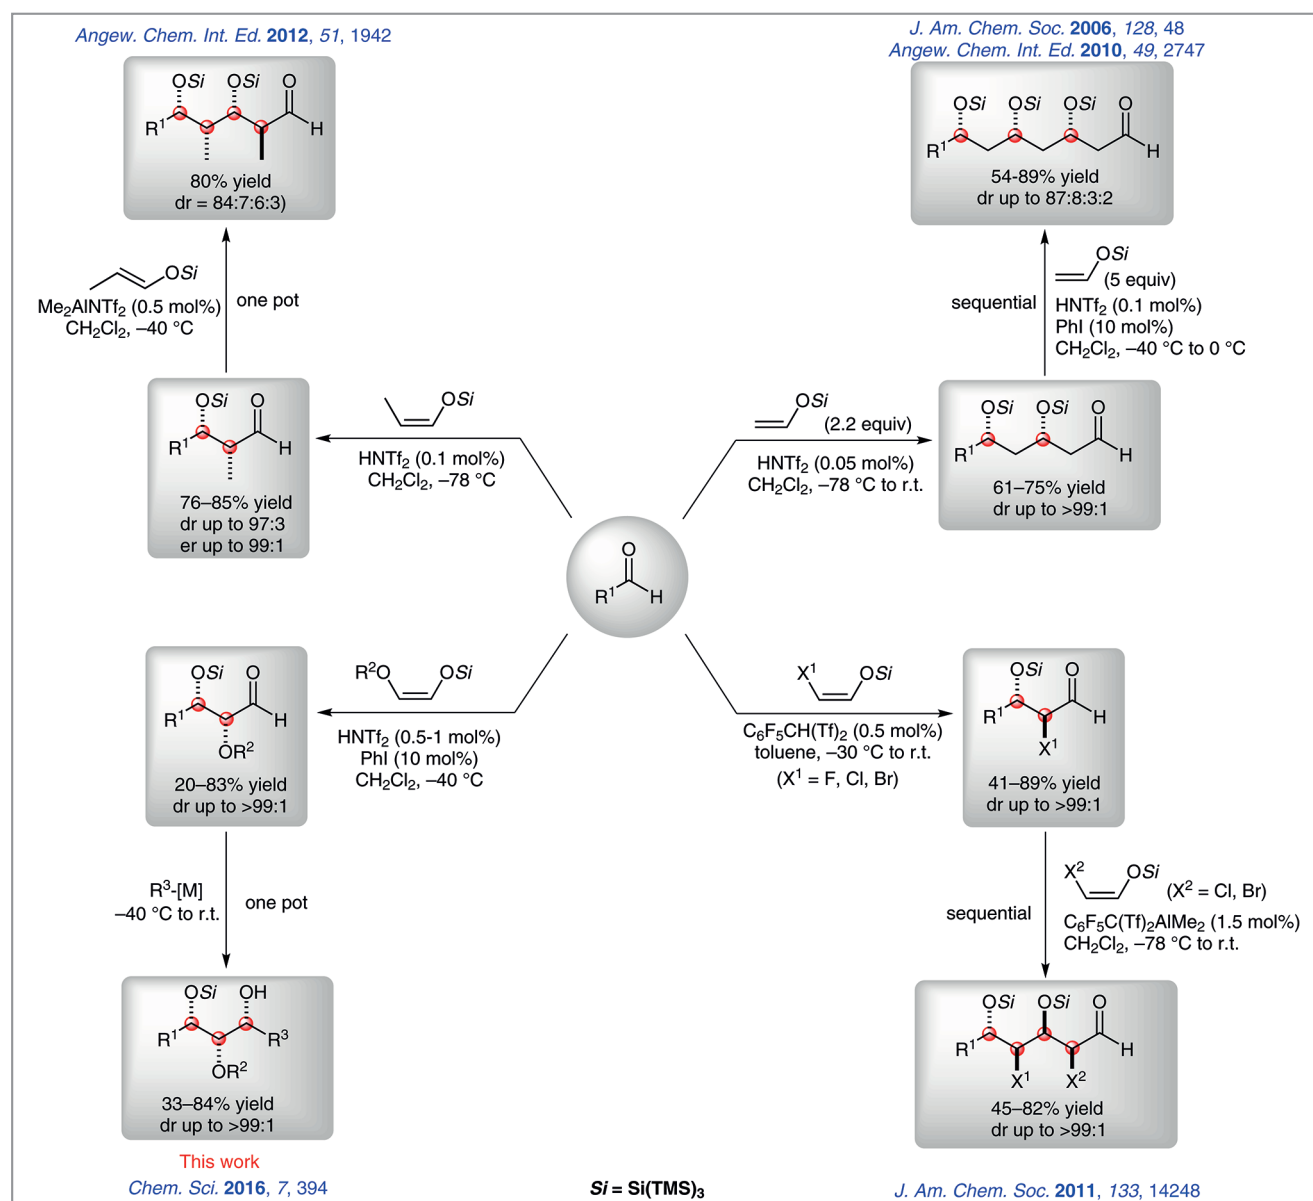 Angew. Chem. Int. Ed. 2012, 51, 1942
OSi OSi O
R¹ H
80% yield
dr = 84:7:6:3)
OSi
Me₂AlNTf₂ (0.5 mol%)
CH₂Cl₂, –40 °C
one pot
OSi O
R¹ H
76–85% yield
dr up to 97:3
er up to 99:1
OSi
HNTf₂ (0.1 mol%)
CH₂Cl₂, –78 °C
J. Am. Chem. Soc. 2006, 128, 48
Angew. Chem. Int. Ed. 2010, 49, 2747
OSi OSi OSi O
R¹ H
54-89% yield
dr up to 87:8:3:2
sequential
OSi
(5 equiv)
HNTf₂ (0.1 mol%)
PhI (10 mol%)
CH₂Cl₂, –40 °C to 0 °C
OSi OSi O
R¹ H
61–75% yield
dr up to >99:1
OSi
(2.2 equiv)
HNTf₂ (0.05 mol%)
CH₂Cl₂, –78 °C to r.t.
O
R¹ H
OSi O
R¹ H
OR²
20–83% yield
dr up to >99:1
R²O OSi
HNTf₂ (0.5-1 mol%)
PhI (10 mol%)
CH₂Cl₂, –40 °C
R³-[M]
–40 °C to r.t.
one pot
OSi OH
R¹ R³
OR²
33–84% yield
dr up to >99:1
This work
Chem. Sci. 2016, 7, 394
X¹ OSi
C₆F₅CH(Tf)₂ (0.5 mol%)
toluene, –30 °C to r.t.
(X¹ = F, Cl, Br)
OSi O
R¹ H
X¹
41–89% yield
dr up to >99:1
sequential
X² OSi
(X² = Cl, Br)
C₆F₅C(Tf)₂AlMe₂ (1.5 mol%)
CH₂Cl₂, –78 °C to r.t.
OSi OSi O
R¹ H
X¹ X²
45–82% yield
dr up to >99:1
Si = Si(TMS)₃
J. Am. Chem. Soc. 2011, 133, 14248